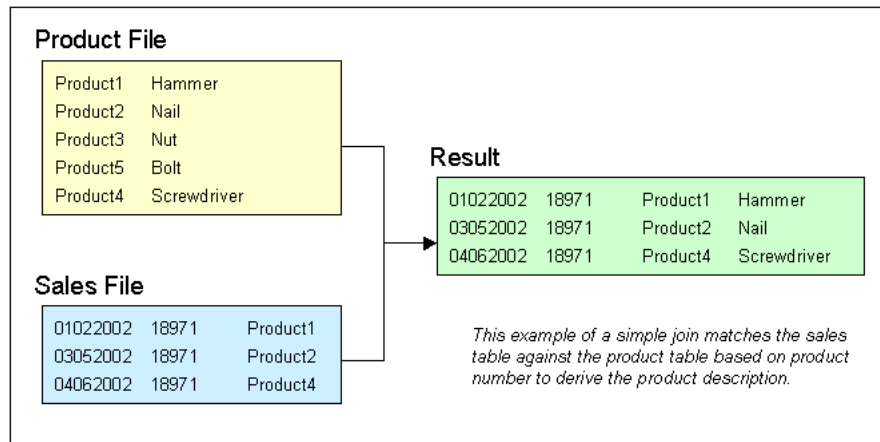 Product File
Product1 Hammer
Product2 Nail
Product3 Nut
Product5 Bolt
Product4 Screwdriver
Sales File
01022002 18971 Product1
03052002 18971 Product2
04062002 18971 Product4
Result
01022002 18971 Product1 Hammer
03052002 18971 Product2 Nail
04062002 18971 Product4 Screwdriver
This example of a simple join matches the sales
table against the product table based on product
number to derive the product description.